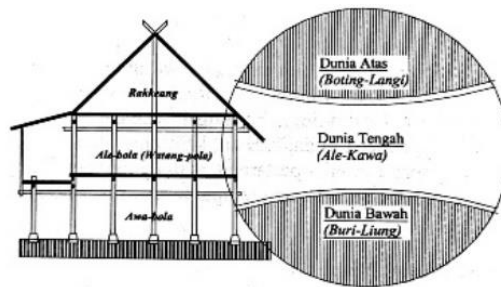 Rakkeang
Ale-bola (Watang-pola)
Awa-bola
Dunia Atas
(Boting-Langi)
Dunia Tengah
(Ale-Kawa)
Dunia Bawah
(Buri-Liung)